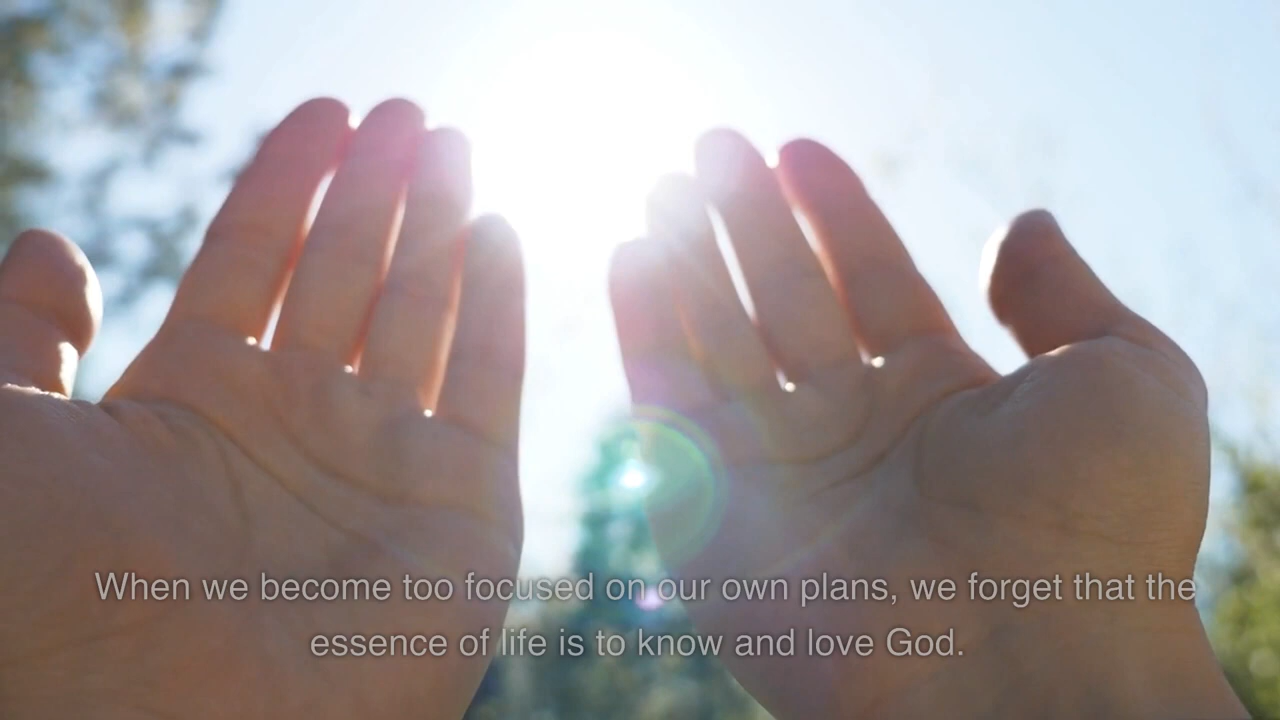 When we become too focused on our own plans, we forget that the
essence of life is to know and love God.